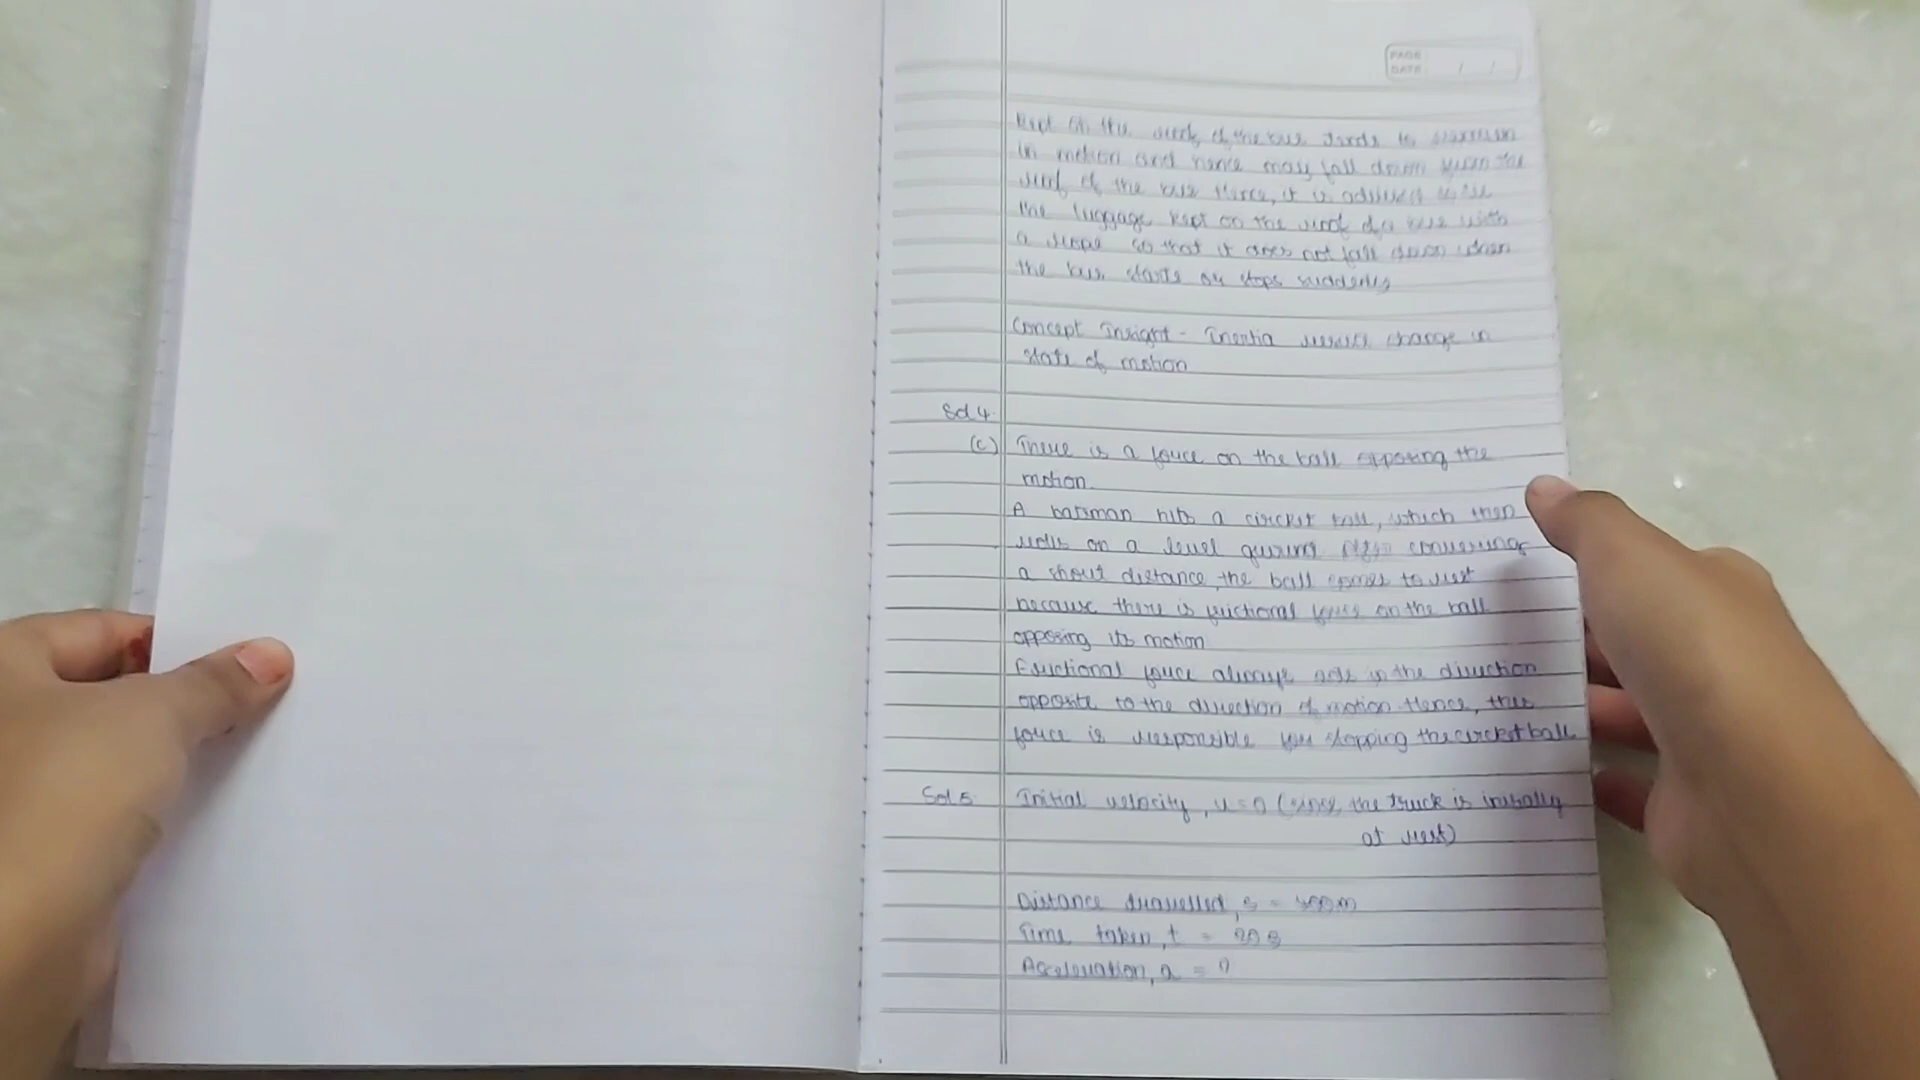 PAGE
DATE / /
kept on the roof of the bus tends to
in motion and hence may fall down from the
roof of the bus Hence, it is advised to tie
the luggage kept on the roof of a bus with
a rope so that it does not fall down when
the bus starts or stops suddenly
Concept Insight - Inertia resists change in
state of motion
Sol 4.
(c) There is a force on the ball opposing the
motion.
A batsman hits a circket ball, which then
rolls on a level
a short distance, the ball comes to rest
because there is frictional force on the ball
opposing its motion
Frictional force always acts in the direction
opposite to the direction of motion. Hence, this
force is responsible for stopping the circket ball
Sol 5. Initial velocity, u = 0 (since, the truck is initially
at rest)
Distance travelled, s = 400m
Time taken, t = 20 s
Acceleration, a = ?